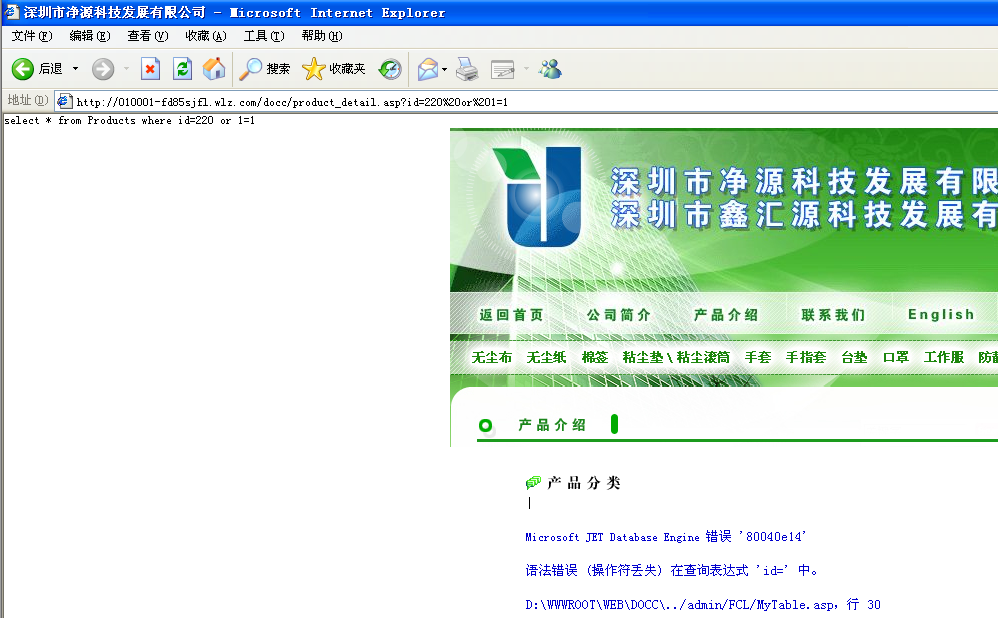 深圳市净源科技发展有限公司 - Microsoft Internet Explorer
文件(F) 编辑(E) 查看(V) 收藏(A) 工具(T) 帮助(H)
后退 搜索 收藏夹
地址(D) http://010001-fd85sjfl.wlz.com/docc/product_detail.asp?id=220%20or%201=1
select * from Products where id=220 or 1=1
深圳市净源科技发展有限
深圳市鑫汇源科技发展有
返回首页 公司简介 产品介绍 联系我们 English
无尘布 无尘纸 棉签 粘尘垫\粘尘滚筒 手套 手指套 台垫 口罩 工作服 防静
产品介绍
产品分类
|
Microsoft JET Database Engine 错误 '80040e14'
语法错误 (操作符丢失) 在查询表达式 'id=' 中。
D:\WWWROOT\WEB\DOCC\../admin/FCL/MyTable.asp，行 30